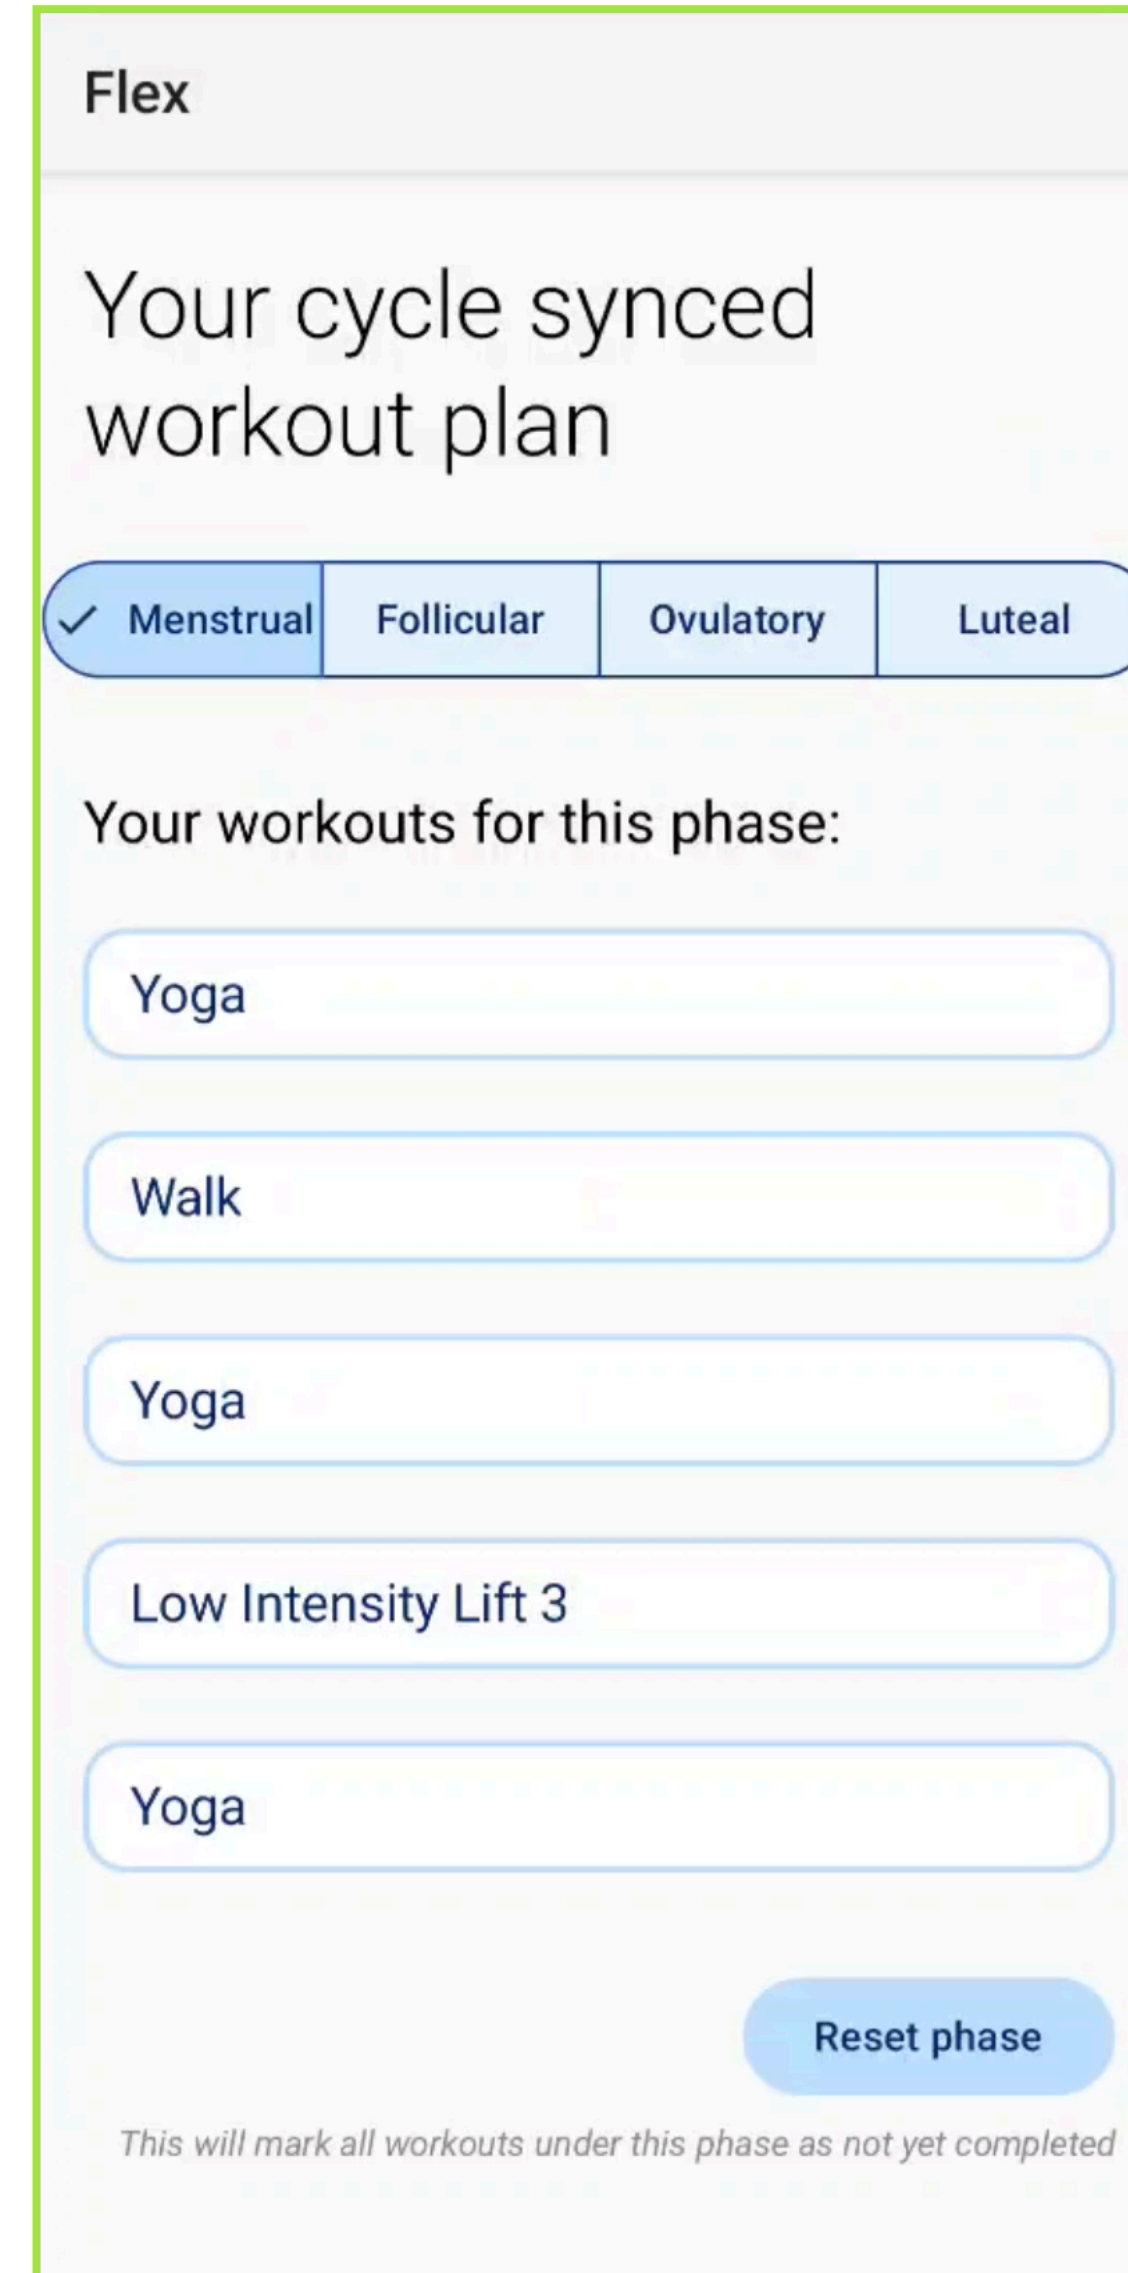 Flex
Your cycle synced
workout plan
Menstrual Follicular Ovulatory Luteal
Your workouts for this phase:
Yoga
Walk
Yoga
Low Intensity Lift 3
Yoga
Reset phase
This will mark all workouts under this phase as not yet completed